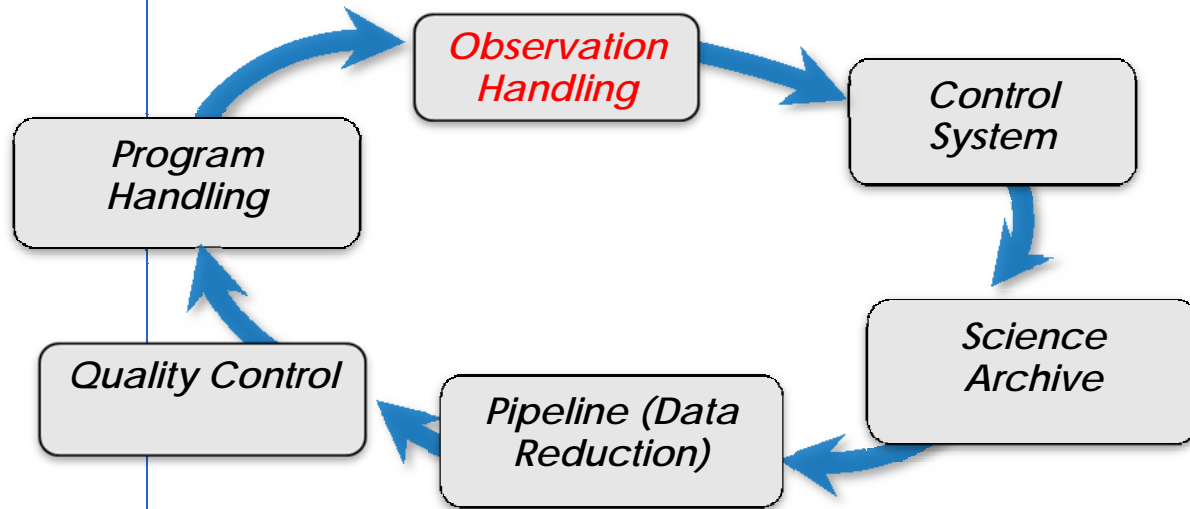 Observation
Handling
Control
System
Program
Handling
Science
Archive
Quality Control
Pipeline (Data
Reduction)